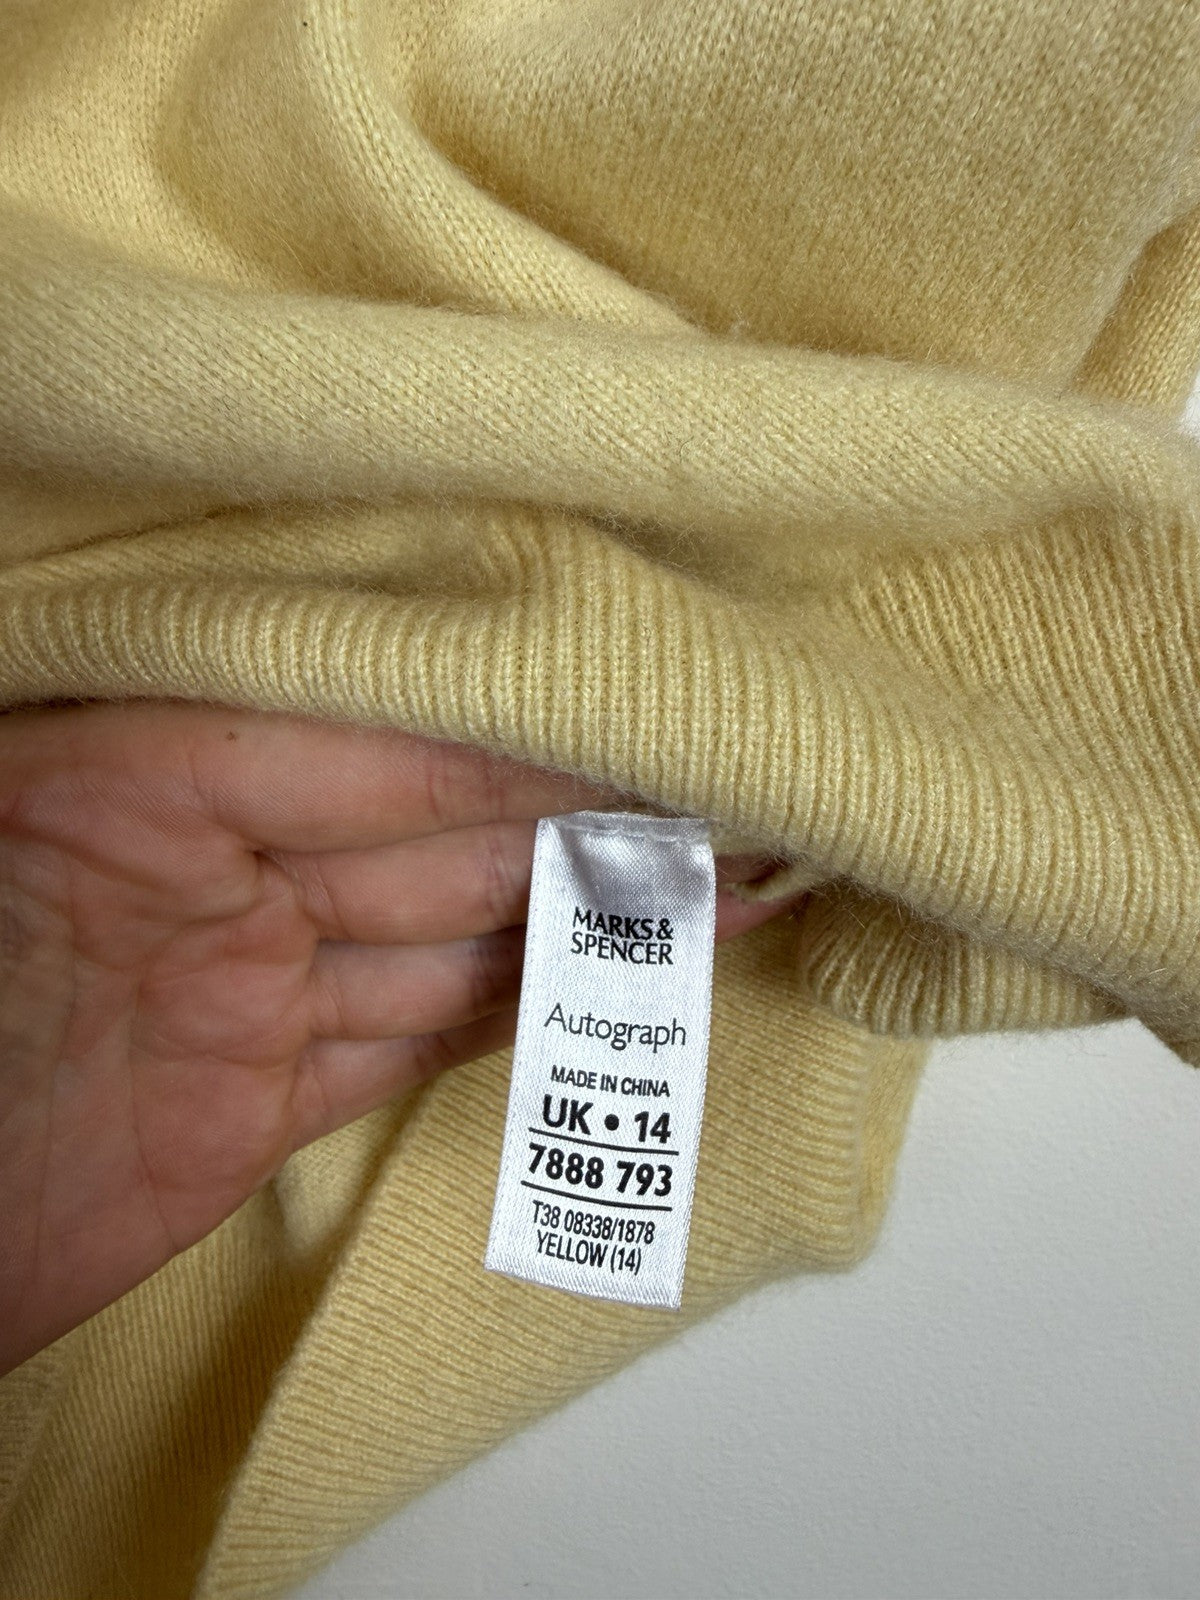 MARKS &
SPENCER
Autograph
MADE IN CHINA
UK • 14
7888 793
T38 08338/1878
YELLOW (14)